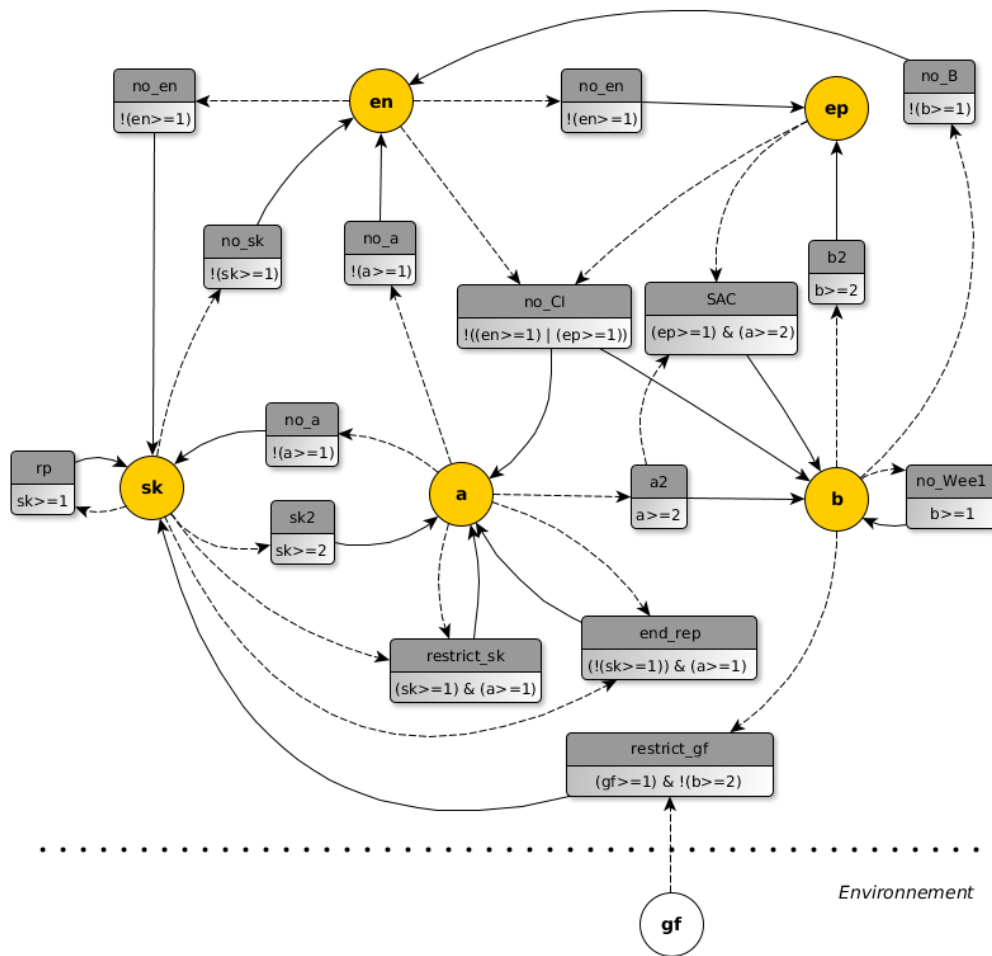 no_en
!(en>=1)
en
no_en
!(en>=1)
ep
no_B
!(b>=1)
no_sk
!(sk>=1)
no_a
!(a>=1)
no_CI
!((en>=1) | (ep>=1))
SAC
(ep>=1) & (a>=2)
b2
b>=2
rp
sk>=1
sk
no_a
!(a>=1)
sk2
sk>=2
a
a2
a>=2
b
no_Wee1
b>=1
restrict_sk
(sk>=1) & (a>=1)
end_rep
(!(sk>=1)) & (a>=1)
restrict_gf
(gf>=1) & !(b>=2)
Environnement
gf